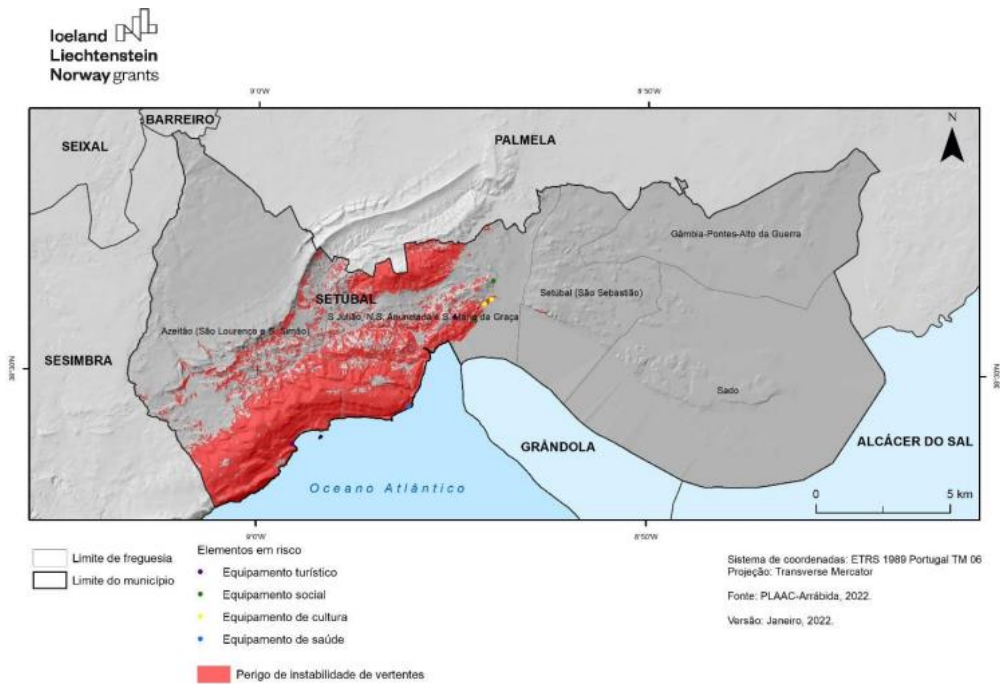 Iceland
Liechtenstein
Norway grants
9°0'W
8°50'W
BARREIRO
SEIXAL
PALMELA
N
Gâmbia-Pontes-Alto da Guerra
SETÚBAL
Setúbal (São Sebastião)
S.Julião, N.S. Anunciada e S. Maria da Graça
Azeitão (São Lourenço e S. Simão)
SESIMBRA
38°30'N
38°30'N
Sado
GRÂNDOLA
ALCÁCER DO SAL
Oceano Atlântico
0
5 km
9°0'W
8°50'W
Limite de freguesia
Limite do município
Elementos em risco
Equipamento turístico
Equipamento social
Equipamento de cultura
Equipamento de saúde
Perigo de instabilidade de vertentes
Sistema de coordenadas: ETRS 1989 Portugal TM 06
Projeção: Transverse Mercator
Fonte: PLAAC-Arrábida, 2022.
Versão: Janeiro, 2022.